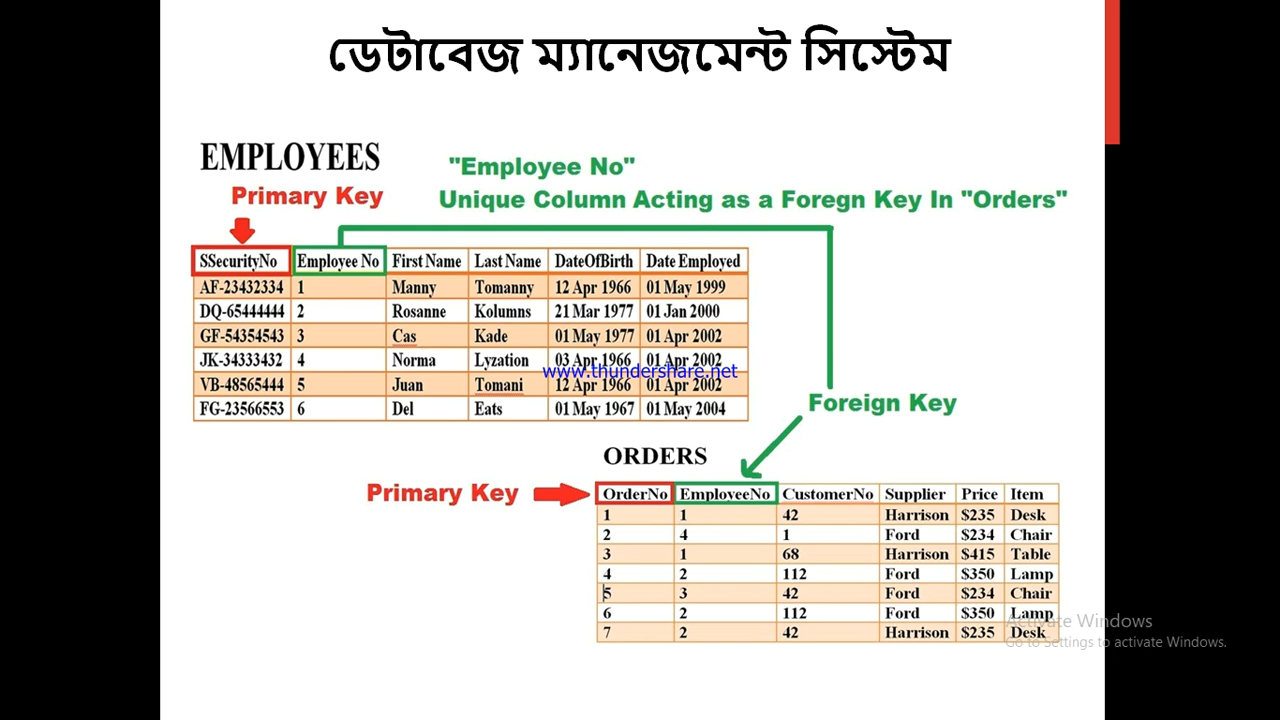 ডেটাবেজ ম্যানেজমেন্ট সিস্টেম
EMPLOYEES
Primary Key
"Employee No"
Unique Column Acting as a Foregn Key In "Orders"
SSecurityNo Employee No First Name Last Name DateOfBirth Date Employed
AF-23432334 1 Manny Tomanny 12 Apr 1966 01 May 1999
DQ-65444444 2 Rosanne Kolumns 21 Mar 1977 01 Jan 2000
GF-54354543 3 Cas Kade 01 May 1977 01 Apr 2002
JK-34333432 4 Norma Lyzation 03 Apr 1966 01 Apr 2002
www.thundershare.net
VB-48565444 5 Juan Tomani 12 Apr 1966 01 Apr 2002
FG-23566553 6 Del Eats 01 May 1967 01 May 2004
Foreign Key
ORDERS
Primary Key
OrderNo EmployeeNo CustomerNo Supplier Price Item
1 1 42 Harrison $235 Desk
2 4 1 Ford $234 Chair
3 1 68 Harrison $415 Table
4 2 112 Ford $350 Lamp
5 3 42 Ford $234 Chair
6 2 112 Ford $350 Lamp
7 2 42 Harrison $235 Desk
Activate Windows
Go to Settings to activate Windows.